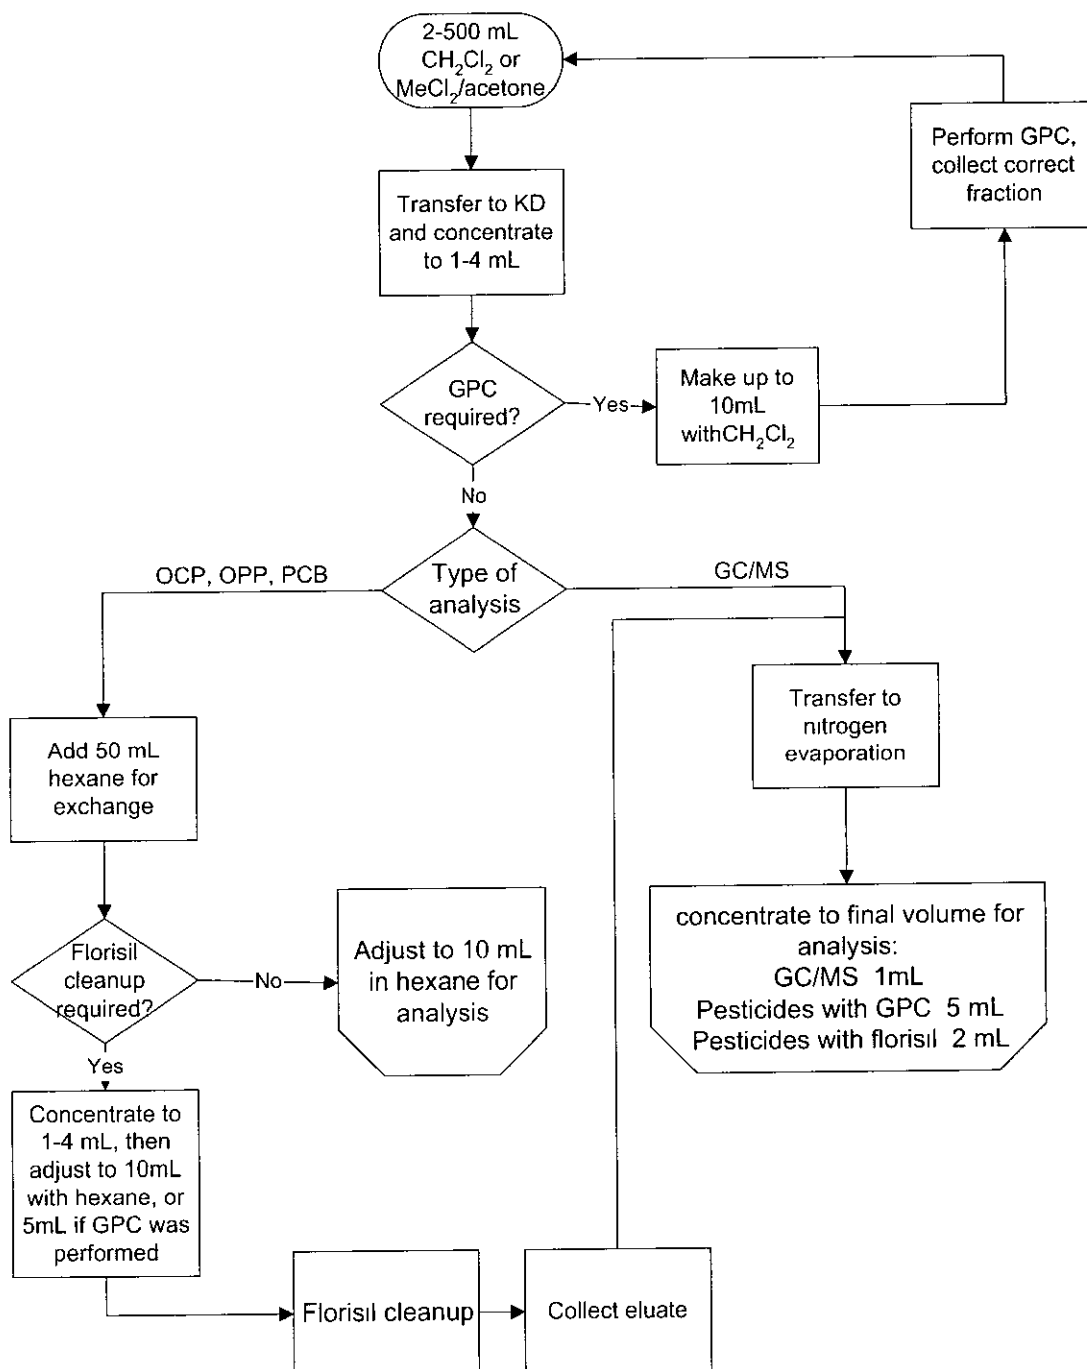 2-500 mL
CH₂Cl₂ or
MeCl₂/acetone
Perform GPC,
collect correct
fraction
Transfer to KD
and concentrate
to 1-4 mL
GPC
required?
Yes
Make up to
10mL
withCH₂Cl₂
No
Type of
analysis
OCP, OPP, PCB
GC/MS
Transfer to
nitrogen
evaporation
Add 50 mL
hexane for
exchange
concentrate to final volume for
analysis:
GC/MS 1mL
Pesticides with GPC 5 mL
Pesticides with florisil 2 mL
Florisil
cleanup
required?
No
Adjust to 10 mL
in hexane for
analysis
Yes
Concentrate to
1-4 mL, then
adjust to 10mL
with hexane, or
5mL if GPC was
performed
Florisil cleanup
Collect eluate